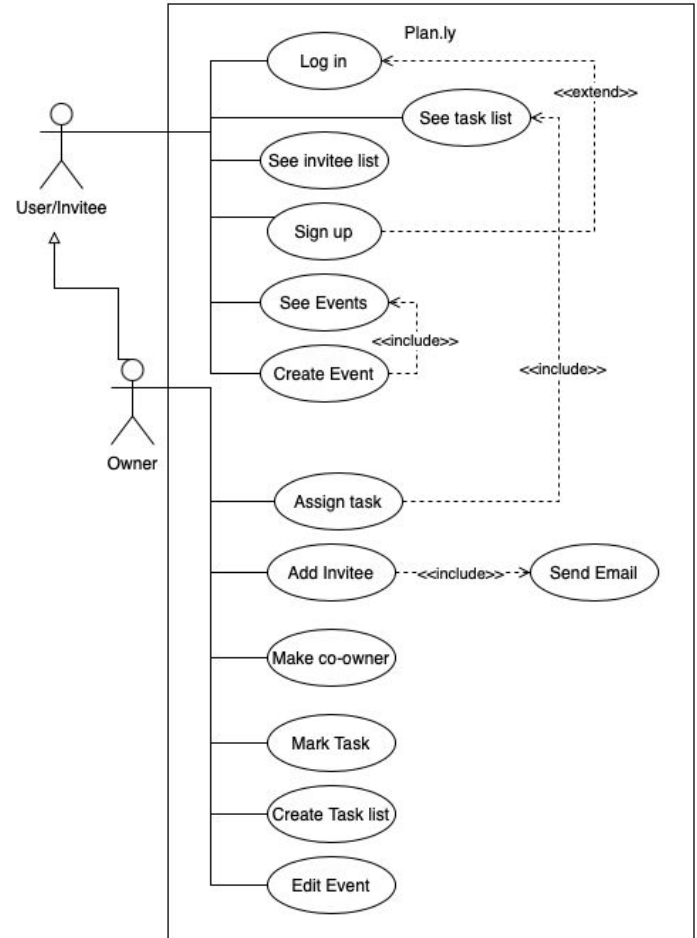 Plan.ly
Log in
<<extend>>
See task list
See invitee list
User/Invitee
Sign up
See Events
<<include>>
Create Event
<<include>>
Owner
Assign task
Add Invitee
<<include>>
Send Email
Make co-owner
Mark Task
Create Task list
Edit Event